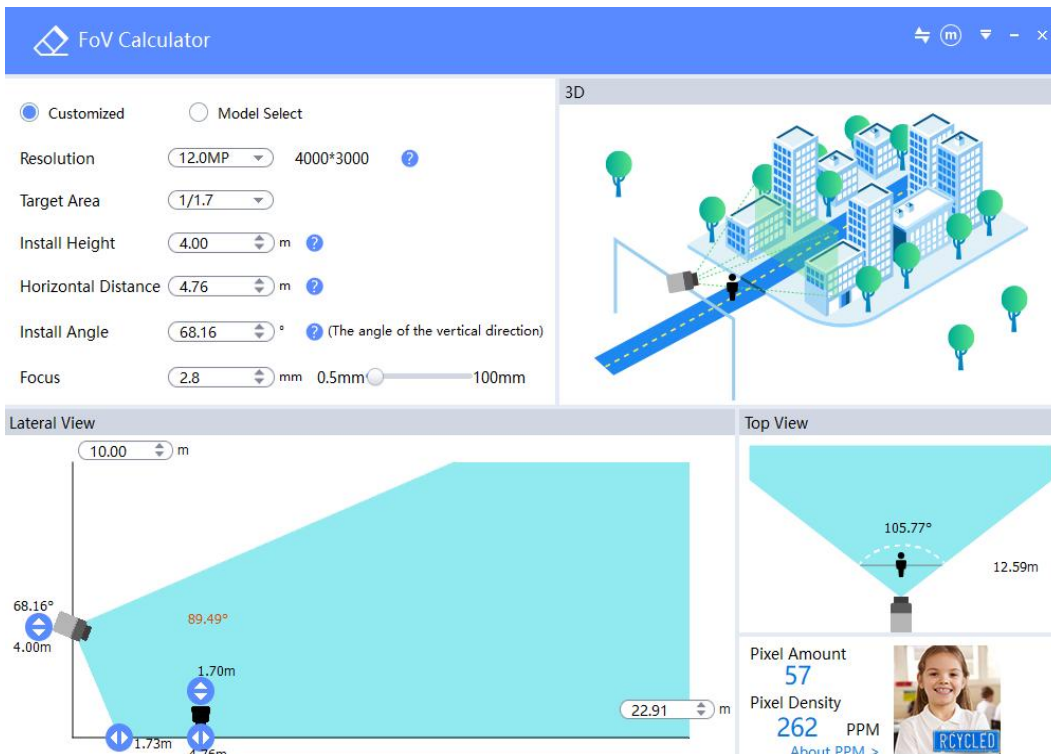 FoV Calculator
m
Customized
Model Select
3D
Resolution 12.0MP 4000*3000 ?
Target Area 1/1.7
Install Height 4.00 m ?
Horizontal Distance 4.76 m ?
Install Angle 68.16 ° ? (The angle of the vertical direction)
Focus 2.8 mm 0.5mm 100mm
Lateral View
Top View
10.00 m
105.77°
12.59m
68.16°
89.49°
4.00m
1.70m
22.91 m
1.73m
4.76m
Pixel Amount
57
Pixel Density
262 PPM
About PPM >
RCYCLED